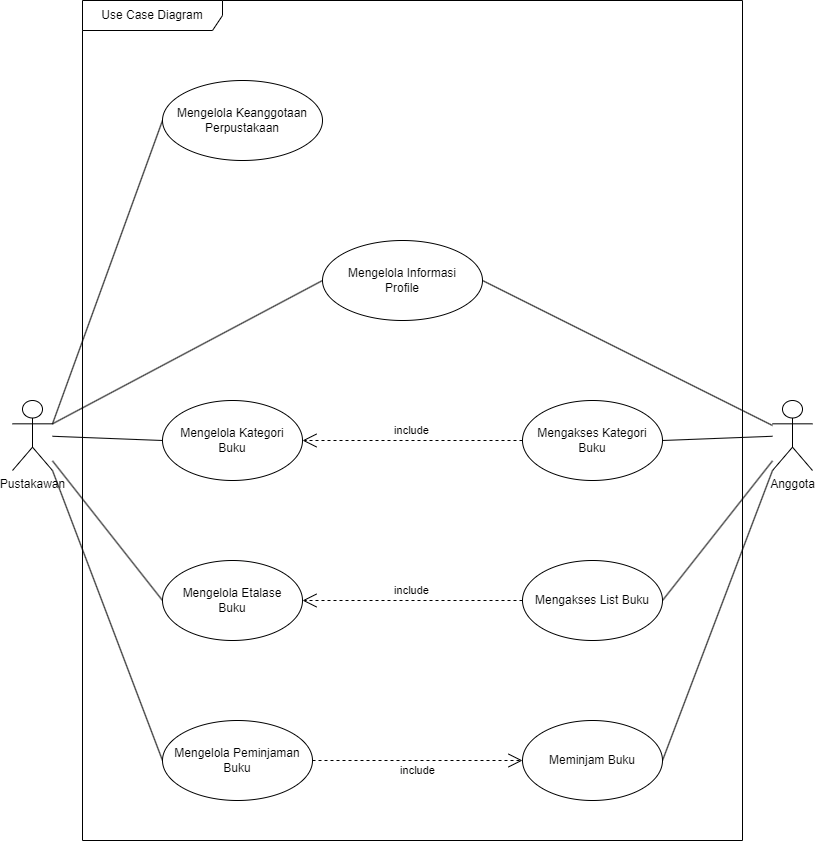 Use Case Diagram
Mengelola Keanggotaan
Perpustakaan
Mengelola Informasi
Profile
Mengelola Kategori
Buku
include
Mengakses Kategori
Buku
Pustakawan
Anggota
Mengelola Etalase
Buku
include
Mengakses List Buku
Mengelola Peminjaman
Buku
include
Meminjam Buku